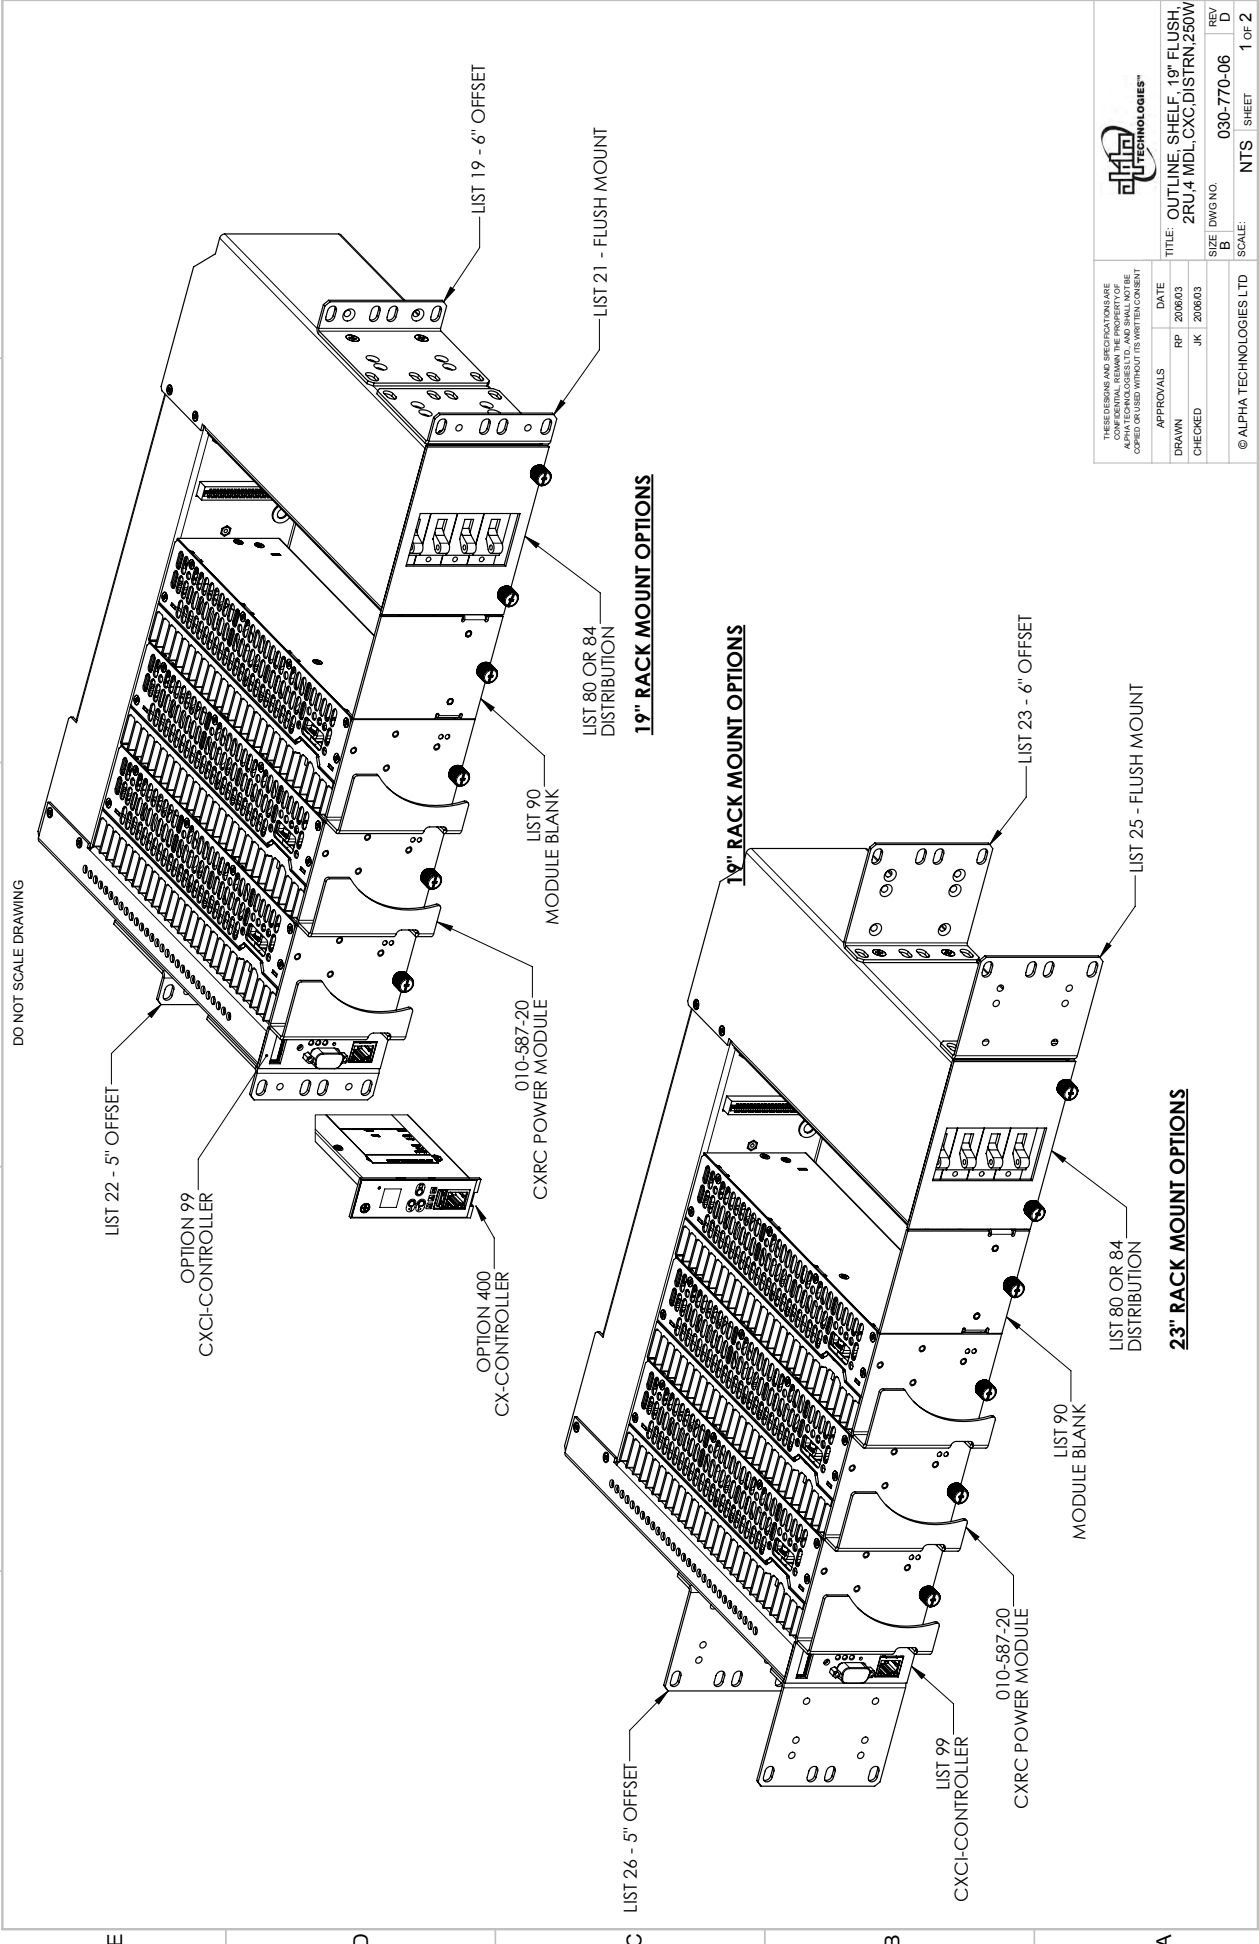 DO NOT SCALE DRAWING
LIST 22 - 5" OFFSET
OPTION 99
CXCI-CONTROLLER
OPTION 400
CX-CONTROLLER
010-587-20
CXRC POWER MODULE
LIST 90
MODULE BLANK
LIST 80 OR 84
DISTRIBUTION
LIST 19 - 6" OFFSET
LIST 21 - FLUSH MOUNT
19" RACK MOUNT OPTIONS
19" RACK MOUNT OPTIONS
LIST 26 - 5" OFFSET
LIST 99
CXCI-CONTROLLER
010-587-20
CXRC POWER MODULE
LIST 90
MODULE BLANK
LIST 80 OR 84
DISTRIBUTION
LIST 23 - 6" OFFSET
LIST 25 - FLUSH MOUNT
23" RACK MOUNT OPTIONS
E
D
C
B
A
THESE DESIGNS AND SPECIFICATIONS ARE
CONFIDENTIAL, REMAIN THE PROPERTY OF
ALPHA TECHNOLOGIES LTD., AND SHALL NOT BE
COPIED OR USED WITHOUT ITS WRITTEN CONSENT
APPROVALS DATE
DRAWN RP 2006/03
CHECKED JK 2006/03
© ALPHA TECHNOLOGIES LTD
alpha
TECHNOLOGIES™
TITLE: OUTLINE, SHELF, 19" FLUSH,
2RU,4 MDL,CXC,DISTRN,250W
SIZE DWG NO. REV
B 030-770-06 D
SCALE: NTS SHEET 1 OF 2